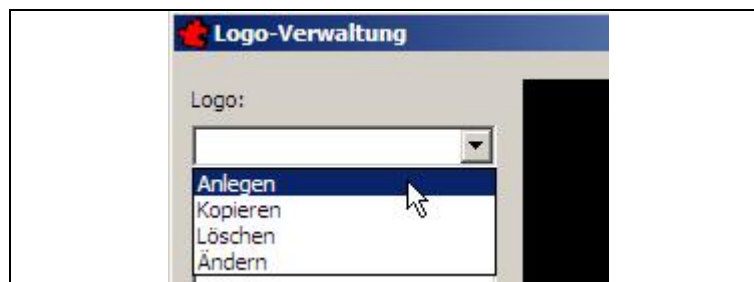 Logo-Verwaltung
Logo:
Anlegen
Kopieren
Löschen
Ändern